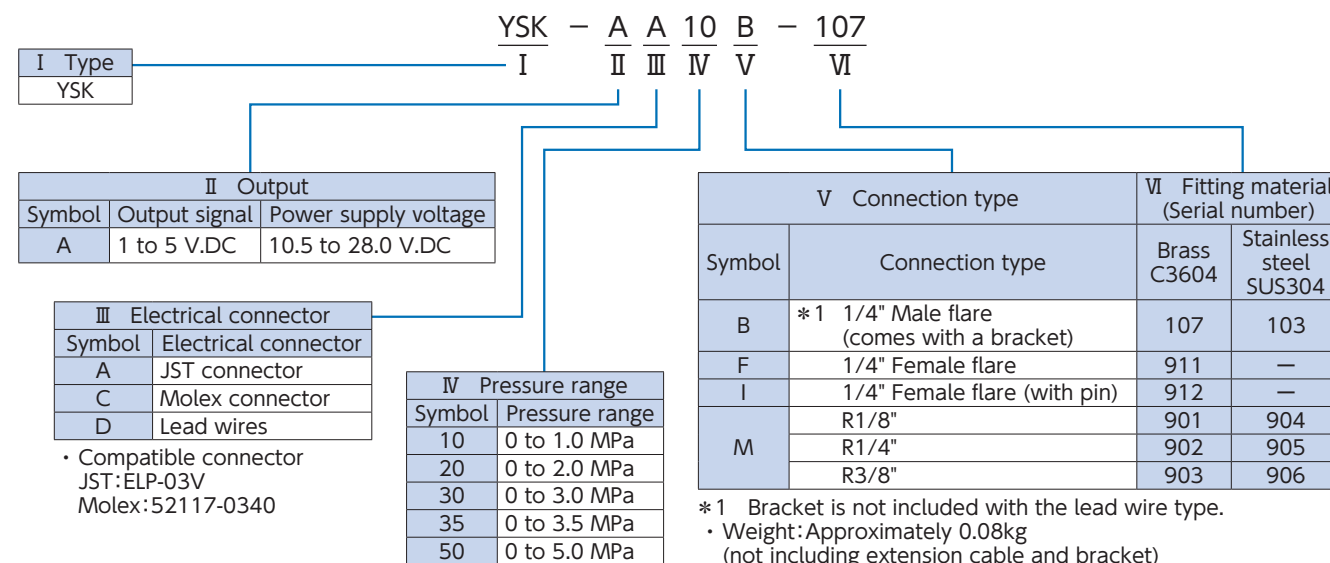 YSK － A A 10 B － 107
Ⅰ Ⅱ Ⅲ Ⅳ Ⅴ Ⅵ
Ⅰ Type
YSK
Ⅱ Output
Symbol Output signal Power supply voltage
A 1 to 5 V.DC 10.5 to 28.0 V.DC
Ⅲ Electrical connector
Symbol Electrical connector
A JST connector
C Molex connector
D Lead wires
・Compatible connector
JST：ELP-03V
Molex：52117-0340
Ⅳ Pressure range
Symbol Pressure range
10 0 to 1.0 MPa
20 0 to 2.0 MPa
30 0 to 3.0 MPa
35 0 to 3.5 MPa
50 0 to 5.0 MPa
Ⅴ Connection type
Ⅵ Fitting material
(Serial number)
Symbol Connection type
Brass
C3604
Stainless
steel
SUS304
B ＊1 1/4" Male flare
(comes with a bracket)
107 103
F 1/4" Female flare 911 －
I 1/4" Female flare (with pin) 912 －
M
R1/8" 901 904
R1/4" 902 905
R3/8" 903 906
＊1 Bracket is not included with the lead wire type.
・Weight：Approximately 0.08kg
(not including extension cable and bracket)